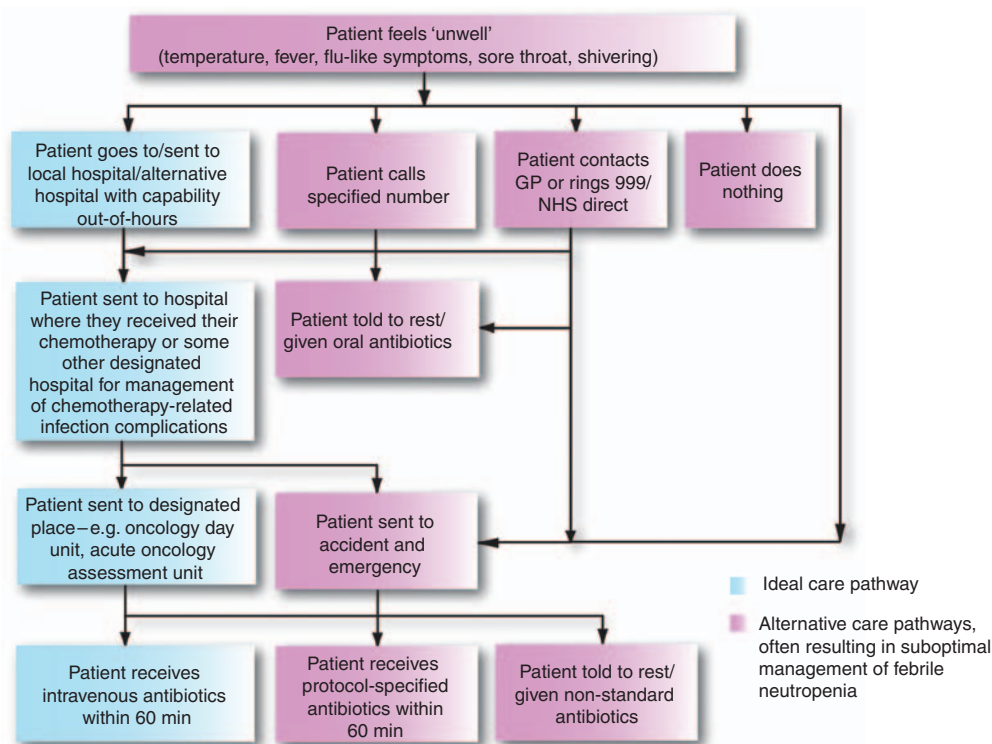 Patient feels ‘unwell’
(temperature, fever, flu-like symptoms, sore throat, shivering)
Patient goes to/sent to
local hospital/alternative
hospital with capability
out-of-hours
Patient calls
specified number
Patient contacts
GP or rings 999/
NHS direct
Patient does
nothing
Patient sent to hospital
where they received their
chemotherapy or some
other designated
hospital for management
of chemotherapy-related
infection complications
Patient told to rest/
given oral antibiotics
Patient sent to designated
place–e.g. oncology day
unit, acute oncology
assessment unit
Patient sent to
accident and
emergency
Patient receives
intravenous antibiotics
within 60 min
Patient receives
protocol-specified
antibiotics within
60 min
Patient told to rest/
given non-standard
antibiotics
Ideal care pathway
Alternative care pathways,
often resulting in suboptimal
management of febrile
neutropenia